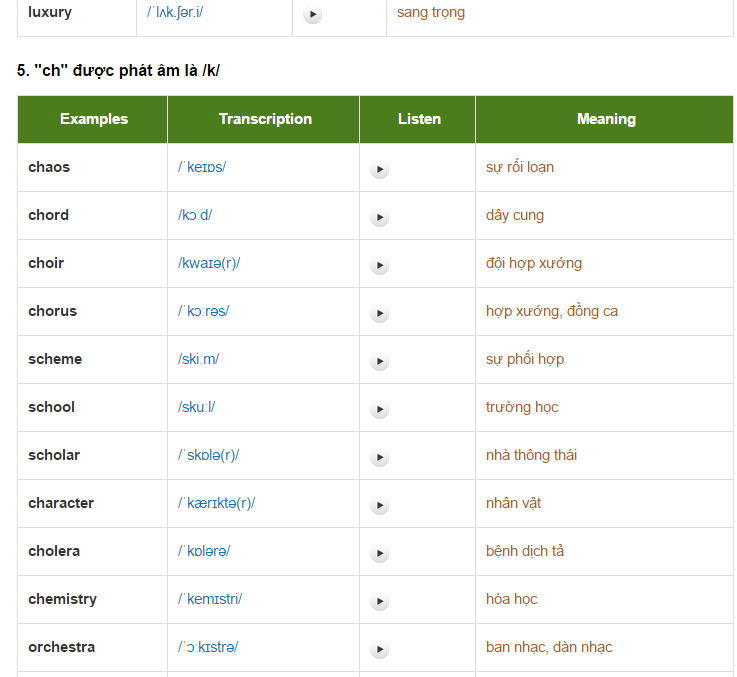 luxury /ˈlʌk.ʃər.i/ sang trọng
5. "ch" được phát âm là /k/
Examples Transcription Listen Meaning
chaos /ˈkeɪɒs/ sự rối loạn
chord /kɔːd/ dây cung
choir /kwaɪə(r)/ đội hợp xướng
chorus /ˈkɔːrəs/ hợp xướng, đồng ca
scheme /skiːm/ sự phối hợp
school /skuːl/ trường học
scholar /ˈskɒlə(r)/ nhà thông thái
character /ˈkærɪktə(r)/ nhân vật
cholera /ˈkɒlərə/ bệnh dịch tả
chemistry /ˈkemɪstri/ hóa học
orchestra /ˈɔːkɪstrə/ ban nhạc, dàn nhạc